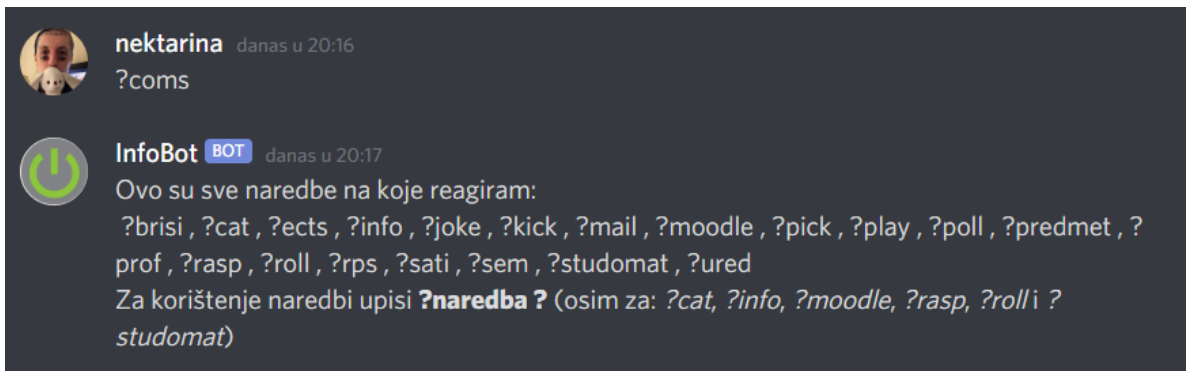 nektarina danas u 20:16
?coms
InfoBot BOT danas u 20:17
Ovo su sve naredbe na koje reagiram:
?brisi , ?cat , ?ects , ?info , ?joke , ?kick , ?mail , ?moodle , ?pick , ?play , ?poll , ?predmet , ?
prof , ?rasp , ?roll , ?rps , ?sati , ?sem , ?studomat , ?ured
Za korištenje naredbi upisi ?naredba ? (osim za: ?cat, ?info, ?moodle, ?rasp, ?roll i ?
studomat)